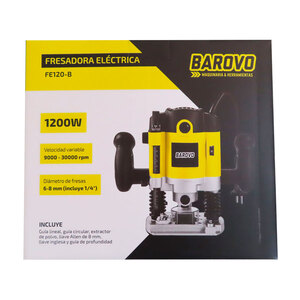 FRESADORA ELÉCTRICA
FE120-B
BAROVO
MAQUINARIA & HERRAMIENTAS
1200W
Velocidad variable
9000 - 30000 rpm
Diámetro de fresas
6-8 mm (incluye 1/4")
BAROVO
INCLUYE
Guía lineal, guía circular, extractor
de polvo, llave Allen de 8 mm,
llave inglesa y guía de profundidad